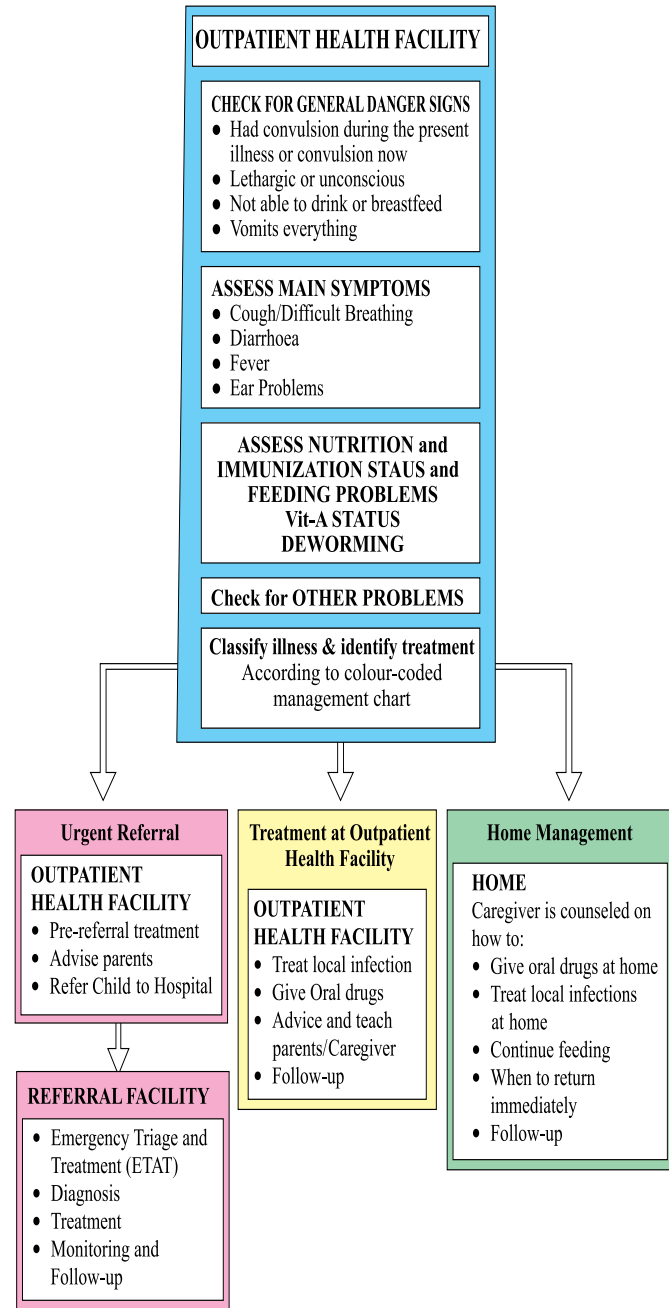 OUTPATIENT HEALTH FACILITY
CHECK FOR GENERAL DANGER SIGNS
● Had convulsion during the present
illness or convulsion now
● Lethargic or unconscious
● Not able to drink or breastfeed
● Vomits everything
ASSESS MAIN SYMPTOMS
● Cough/Difficult Breathing
● Diarrhoea
● Fever
● Ear Problems
ASSESS NUTRITION and
IMMUNIZATION STAUS and
FEEDING PROBLEMS
Vit-A STATUS
DEWORMING
Check for OTHER PROBLEMS
Classify illness & identify treatment
According to colour-coded
management chart
Urgent Referral
OUTPATIENT
HEALTH FACILITY
• Pre-referral treatment
• Advise parents
• Refer Child to Hospital
REFERRAL FACILITY
• Emergency Triage and
Treatment (ETAT)
• Diagnosis
• Treatment
• Monitoring and
Follow-up
Treatment at Outpatient
Health Facility
OUTPATIENT
HEALTH FACILITY
• Treat local infection
• Give Oral drugs
• Advice and teach
parents/Caregiver
• Follow-up
Home Management
HOME
Caregiver is counseled on
how to:
• Give oral drugs at home
• Treat local infections
at home
• Continue feeding
• When to return
immediately
• Follow-up